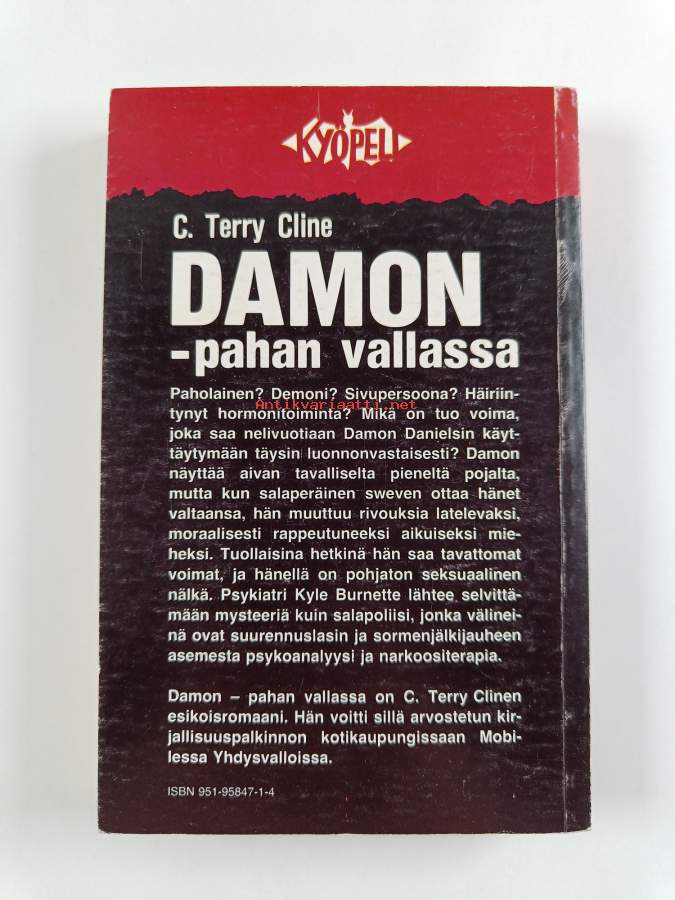 KYÖPELI
C. Terry Cline
DAMON
-pahan vallassa
Paholainen? Demoni? Sivupersoona? Häiriin-
tynyt hormonitoiminta? Mikä on tuo voima,
Antikvariaatti.net
joka saa nelivuotiaan Damon Danielsin käyt-
täytymään täysin luonnonvastaisesti? Damon
näyttää aivan tavalliselta pieneltä pojalta,
mutta kun salaperäinen sweven ottaa hänet
valtaansa, hän muuttuu rivouksia latelevaksi,
moraalisesti rappeutuneeksi aikuiseksi mie-
heksi. Tuollaisina hetkinä hän saa tavattomat
voimat, ja hänellä on pohjaton seksuaalinen
nälkä. Psykiatri Kyle Burnette lähtee selvittä-
mään mysteeriä kuin salapoliisi, jonka välinei-
nä ovat suurennuslasin ja sormenjälkijauheen
asemesta psykoanalyysi ja narkoositerapia.
Damon – pahan vallassa on C. Terry Clinen
esikoisromaani. Hän voitti sillä arvostetun kir-
jallisuuspalkinnon kotikaupungissaan Mobi-
lessa Yhdysvalloissa.
ISBN 951-95847-1-4